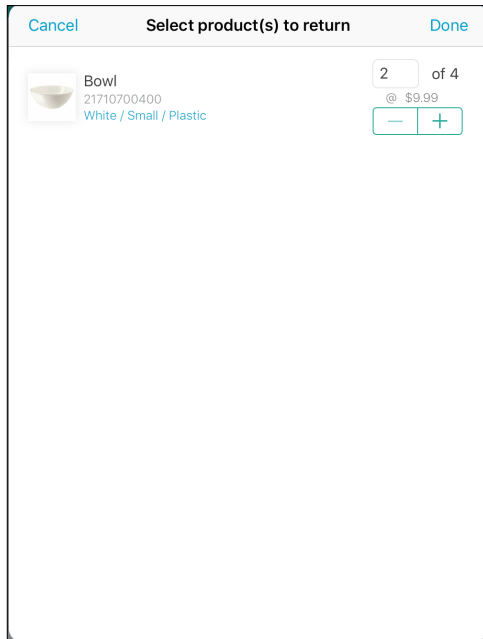 Cancel Select product(s) to return Done
Bowl
21710700400
White / Small / Plastic
2 of 4
@ $9.99
— +